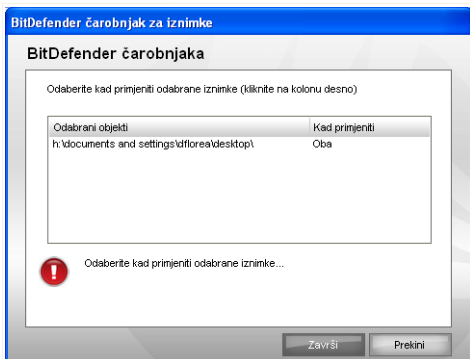 BitDefender čarobnjak za iznimke
BitDefender čarobnjaka
Odaberite kad primjeniti odabrane iznimke (kliknite na kolonu desno)
Odabrani objekti Kad primjeniti
h:\documents and settings\dflorea\desktop\ Oba
Odaberite kad primjeniti odabrane iznimke...
Završi Prekini